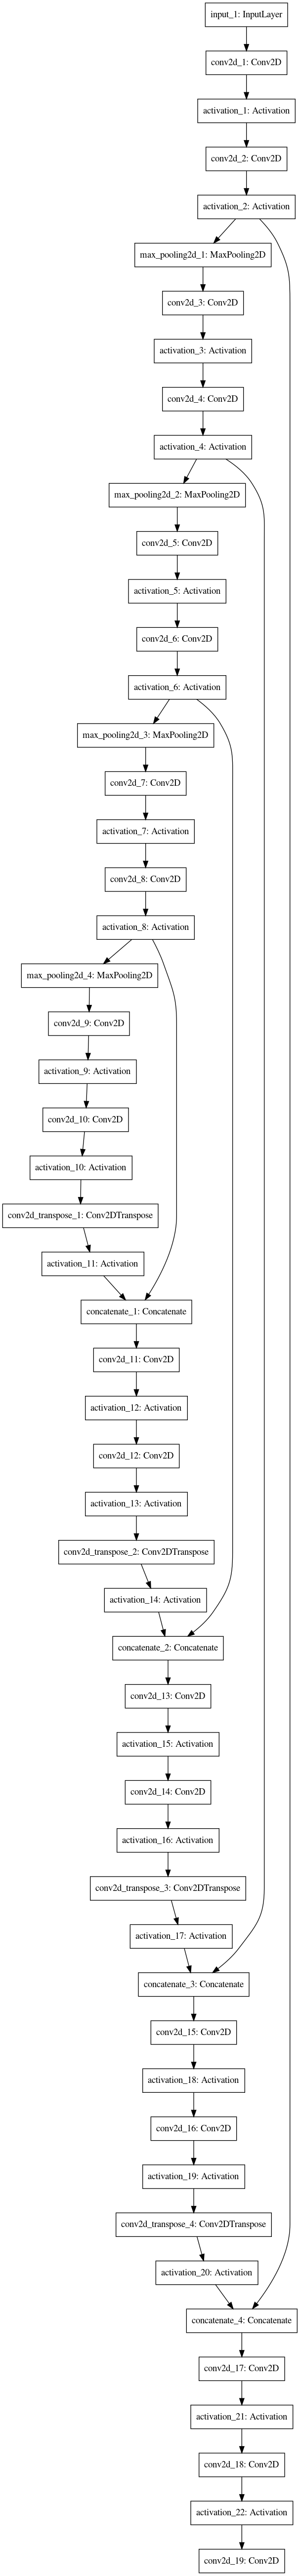 input_1: InputLayer
conv2d_1: Conv2D
activation_1: Activation
conv2d_2: Conv2D
activation_2: Activation
max_pooling2d_1: MaxPooling2D
conv2d_3: Conv2D
activation_3: Activation
conv2d_4: Conv2D
activation_4: Activation
max_pooling2d_2: MaxPooling2D
conv2d_5: Conv2D
activation_5: Activation
conv2d_6: Conv2D
activation_6: Activation
max_pooling2d_3: MaxPooling2D
conv2d_7: Conv2D
activation_7: Activation
conv2d_8: Conv2D
activation_8: Activation
max_pooling2d_4: MaxPooling2D
conv2d_9: Conv2D
activation_9: Activation
conv2d_10: Conv2D
activation_10: Activation
conv2d_transpose_1: Conv2DTranspose
activation_11: Activation
concatenate_1: Concatenate
conv2d_11: Conv2D
activation_12: Activation
conv2d_12: Conv2D
activation_13: Activation
conv2d_transpose_2: Conv2DTranspose
activation_14: Activation
concatenate_2: Concatenate
conv2d_13: Conv2D
activation_15: Activation
conv2d_14: Conv2D
activation_16: Activation
conv2d_transpose_3: Conv2DTranspose
activation_17: Activation
concatenate_3: Concatenate
conv2d_15: Conv2D
activation_18: Activation
conv2d_16: Conv2D
activation_19: Activation
conv2d_transpose_4: Conv2DTranspose
activation_20: Activation
concatenate_4: Concatenate
conv2d_17: Conv2D
activation_21: Activation
conv2d_18: Conv2D
activation_22: Activation
conv2d_19: Conv2D